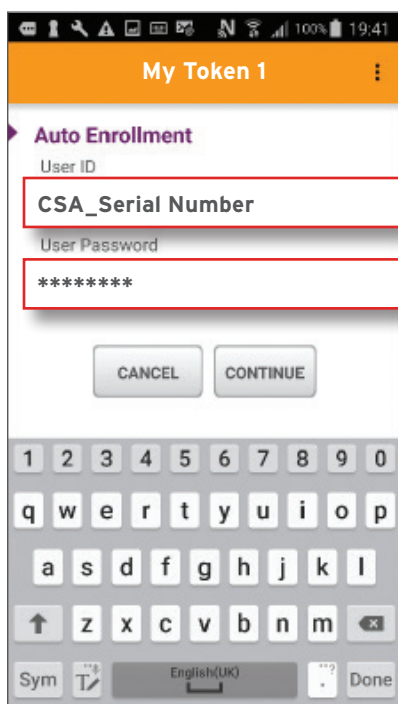 100% 19:41
My Token 1
Auto Enrollment
User ID
CSA_Serial Number
User Password
********
CANCEL CONTINUE
1 2 3 4 5 6 7 8 9 0
q w e r t y u i o p
a s d f g h j k l
z x c v b n m
Sym T English(UK) . Done